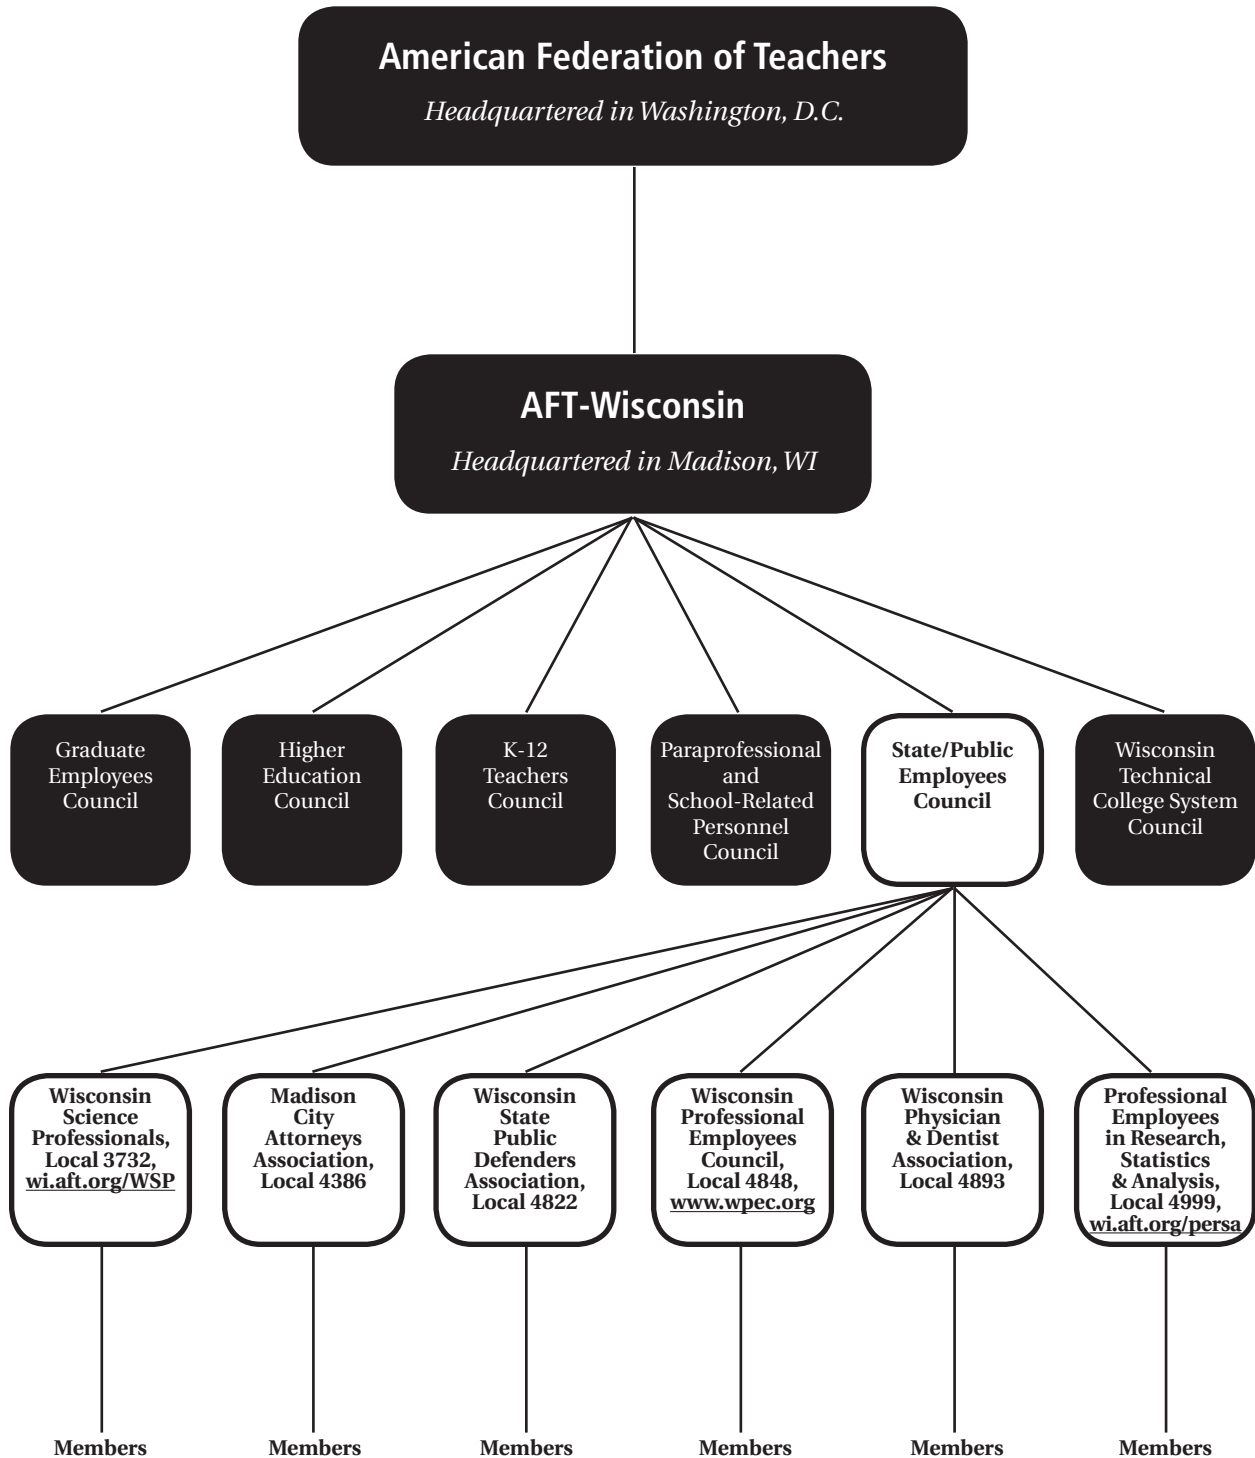 American Federation of Teachers
Headquartered in Washington, D.C.
AFT-Wisconsin
Headquartered in Madison, WI
Graduate
Employees
Council
Higher
Education
Council
K-12
Teachers
Council
Paraprofessional
and
School-Related
Personnel
Council
State/Public
Employees
Council
Wisconsin
Technical
College System
Council
Wisconsin
Science
Professionals,
Local 3732,
wi.aft.org/WSP
Madison
City
Attorneys
Association,
Local 4386
Wisconsin
State
Public
Defenders
Association,
Local 4822
Wisconsin
Professional
Employees
Council,
Local 4848,
www.wpec.org
Wisconsin
Physician
& Dentist
Association,
Local 4893
Professional
Employees
in Research,
Statistics
& Analysis,
Local 4999,
wi.aft.org/persa
Members
Members
Members
Members
Members
Members